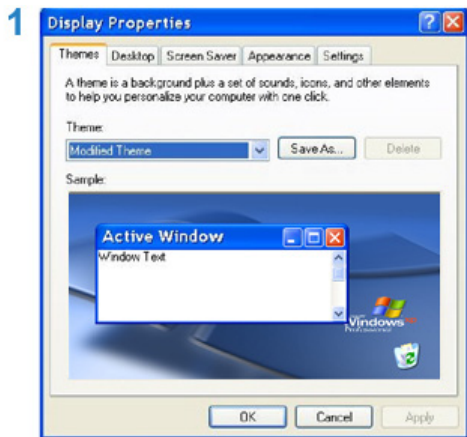 1
Display Properties
Themes Desktop Screen Saver Appearance Settings
A theme is a background plus a set of sounds, icons, and other elements
to help you personalize your computer with one click.
Theme:
Modified Theme Save As... Delete
Sample:
Active Window
Window Text
Windows xp
Professional
OK Cancel Apply